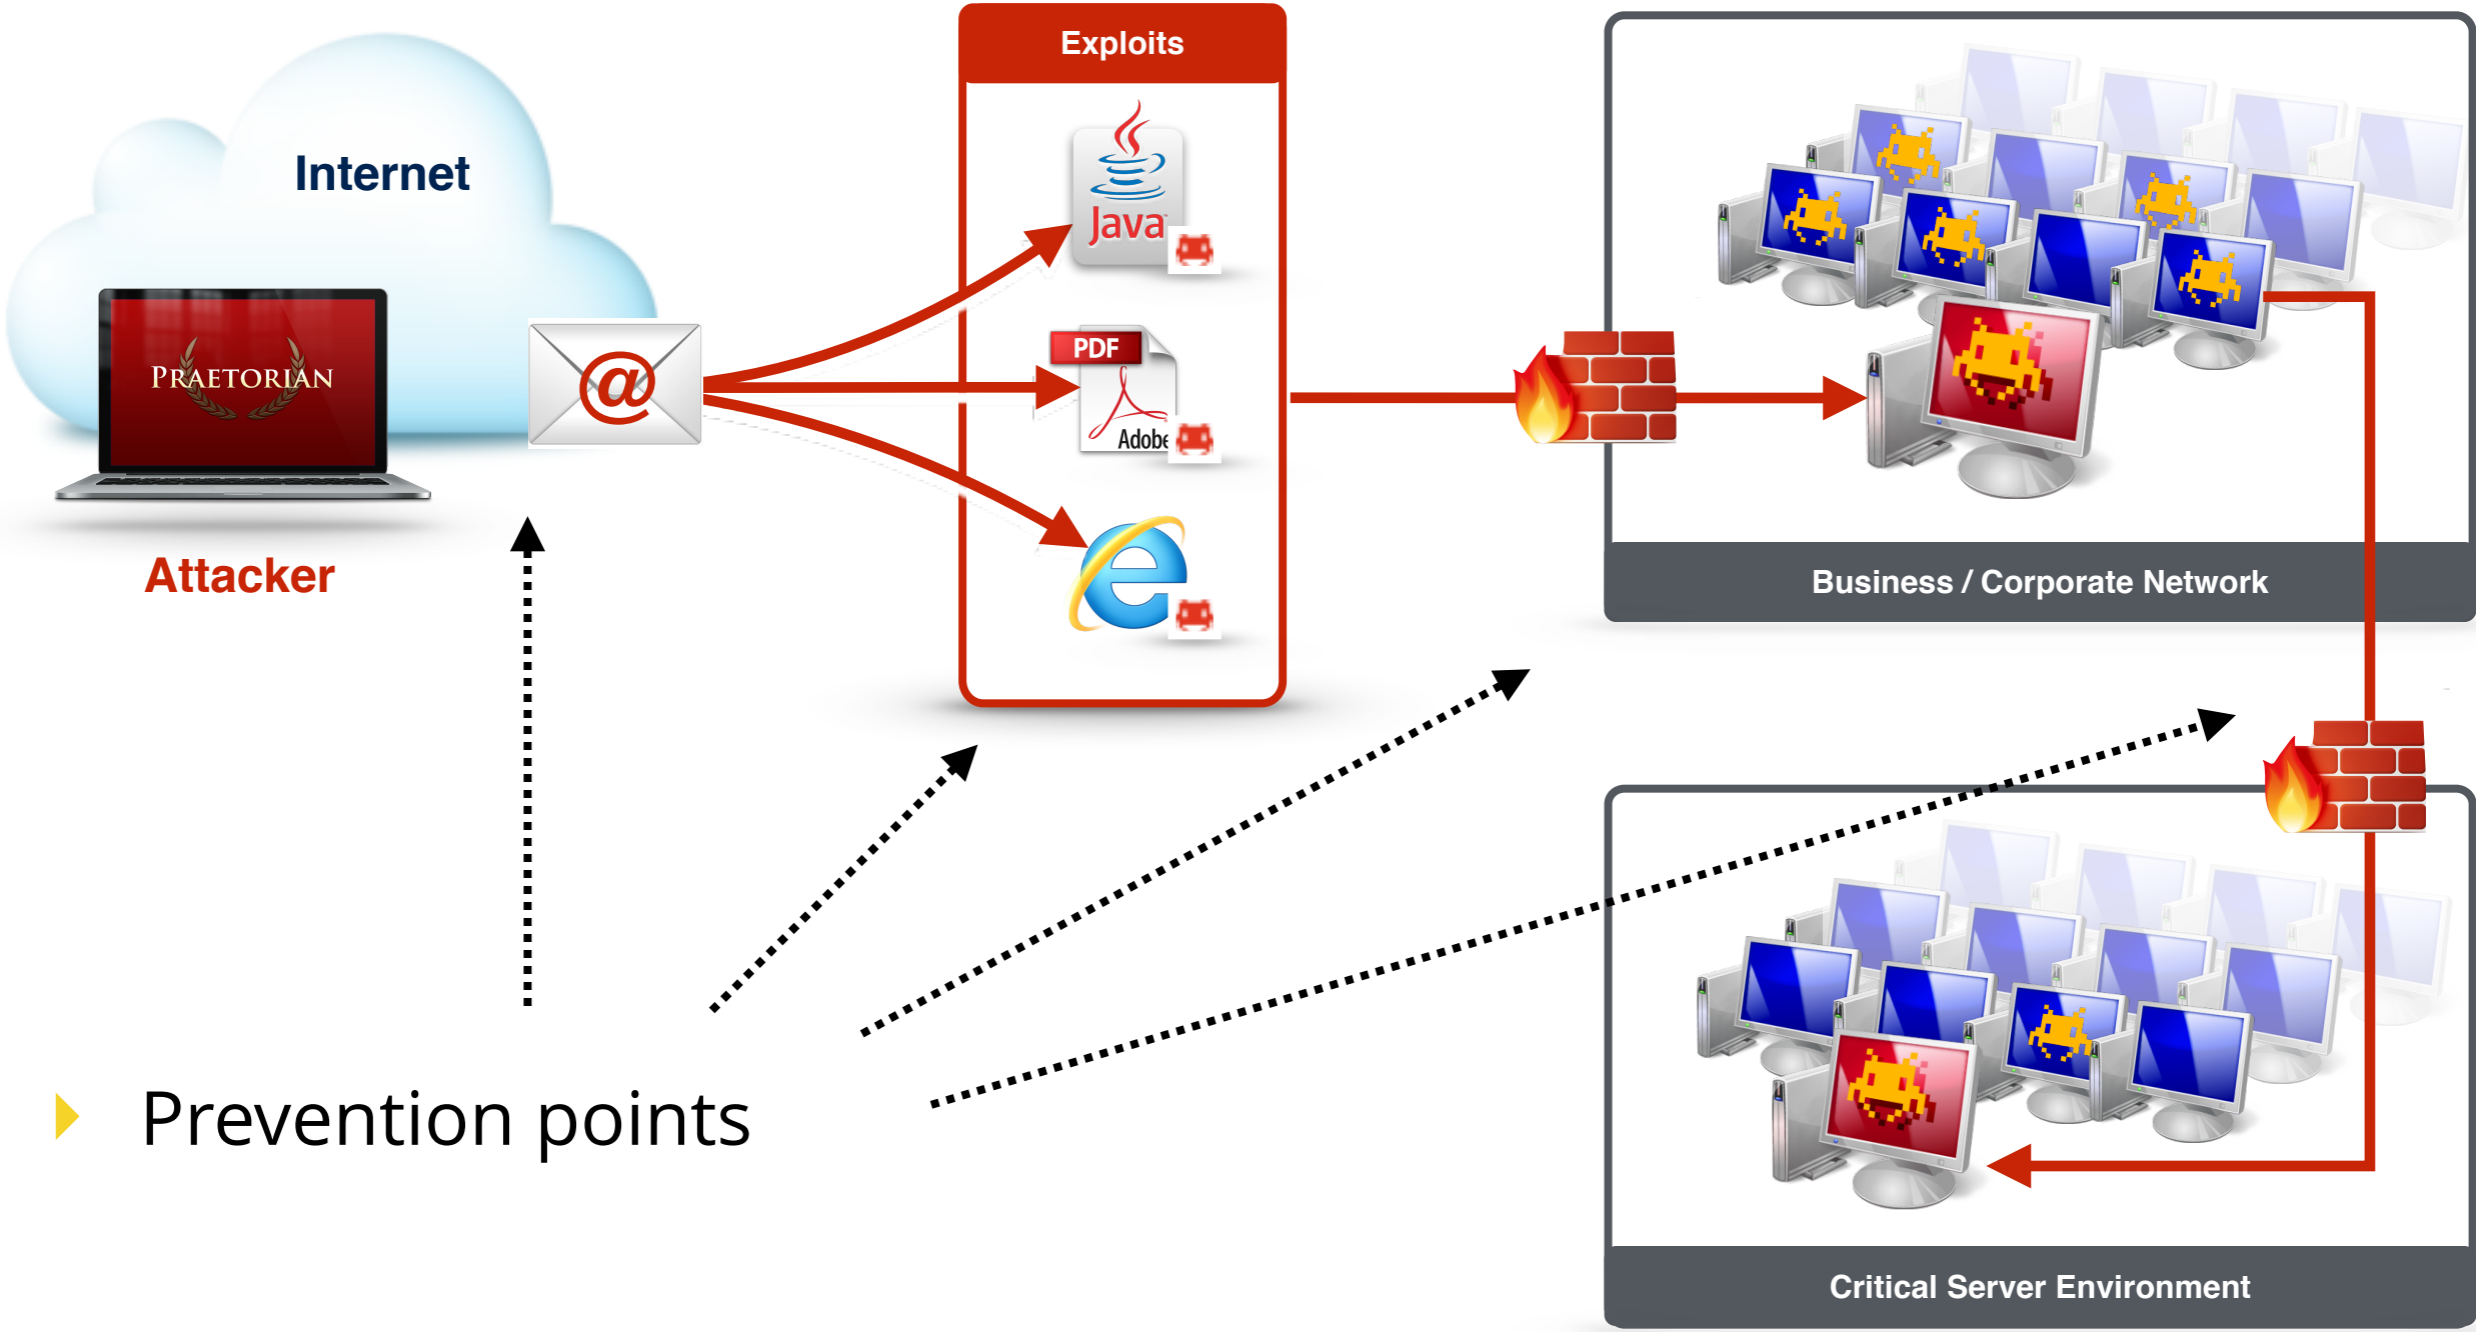 Internet
PRAETORIAN
Attacker
@
Exploits
Java
PDF
Adobe
Business / Corporate Network
Prevention points
Critical Server Environment